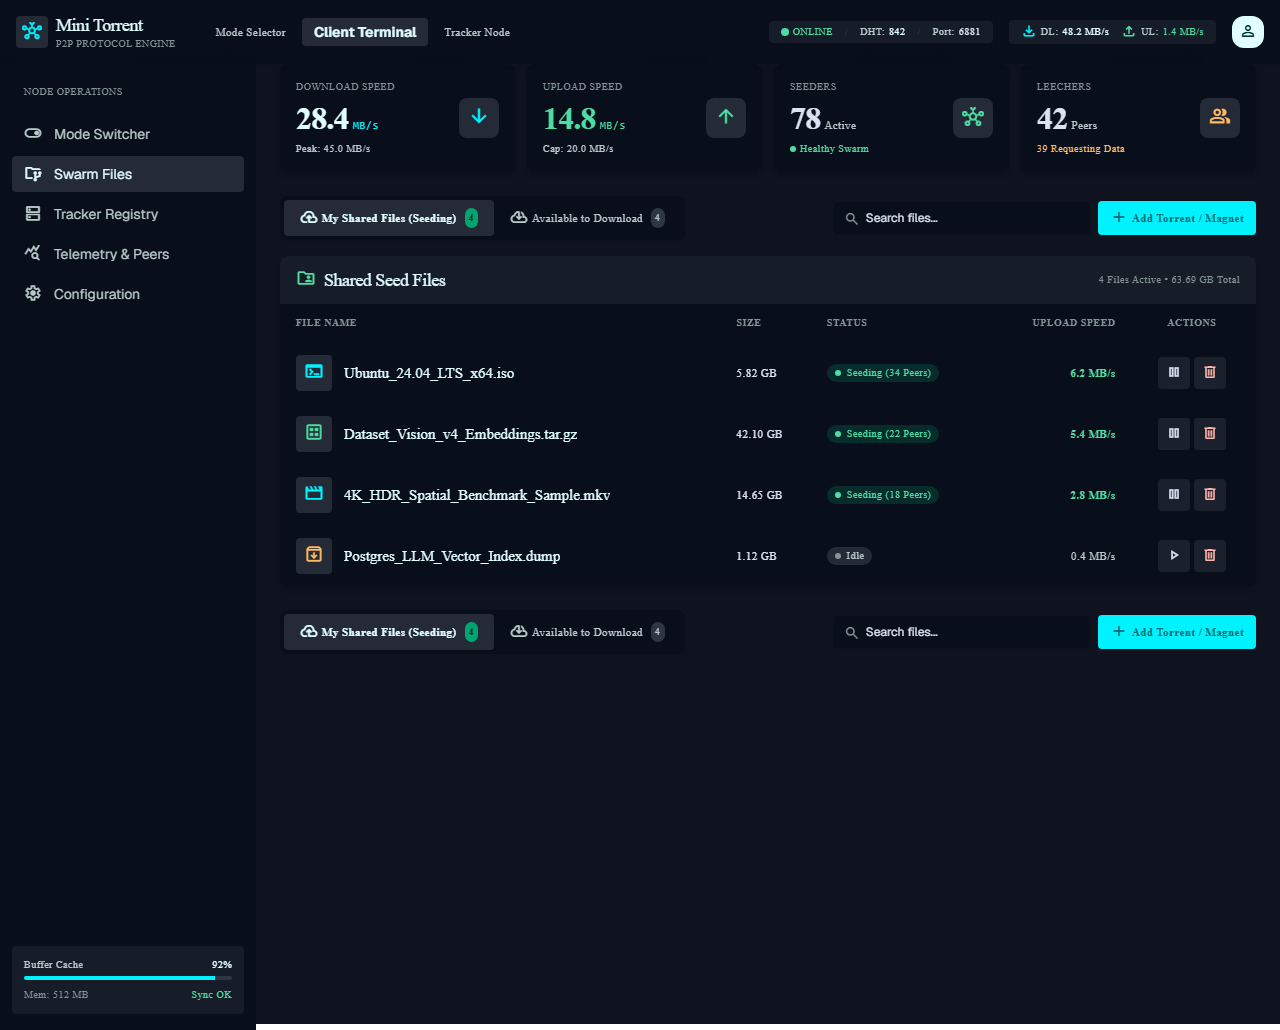 Mini Torrent
P2P PROTOCOL ENGINE
Mode Selector
Client Terminal
Tracker Node
ONLINE / DHT: 842 / Port: 6881
DL: 48.2 MB/s UL: 1.4 MB/s
NODE OPERATIONS
Mode Switcher
Swarm Files
Tracker Registry
Telemetry & Peers
Configuration
Buffer Cache 92%
Mem: 512 MB Sync OK
DOWNLOAD SPEED
28.4 MB/s
Peak: 45.0 MB/s
UPLOAD SPEED
14.8 MB/s
Cap: 20.0 MB/s
SEEDERS
78 Active
Healthy Swarm
LEECHERS
42 Peers
39 Requesting Data
My Shared Files (Seeding) 4
Available to Download 4
Search files...
Add Torrent / Magnet
Shared Seed Files
4 Files Active • 63.69 GB Total
FILE NAME SIZE STATUS UPLOAD SPEED ACTIONS
Ubuntu_24.04_LTS_x64.iso 5.82 GB Seeding (34 Peers) 6.2 MB/s
Dataset_Vision_v4_Embeddings.tar.gz 42.10 GB Seeding (22 Peers) 5.4 MB/s
4K_HDR_Spatial_Benchmark_Sample.mkv 14.65 GB Seeding (18 Peers) 2.8 MB/s
Postgres_LLM_Vector_Index.dump 1.12 GB Idle 0.4 MB/s
My Shared Files (Seeding) 4
Available to Download 4
Search files...
Add Torrent / Magnet